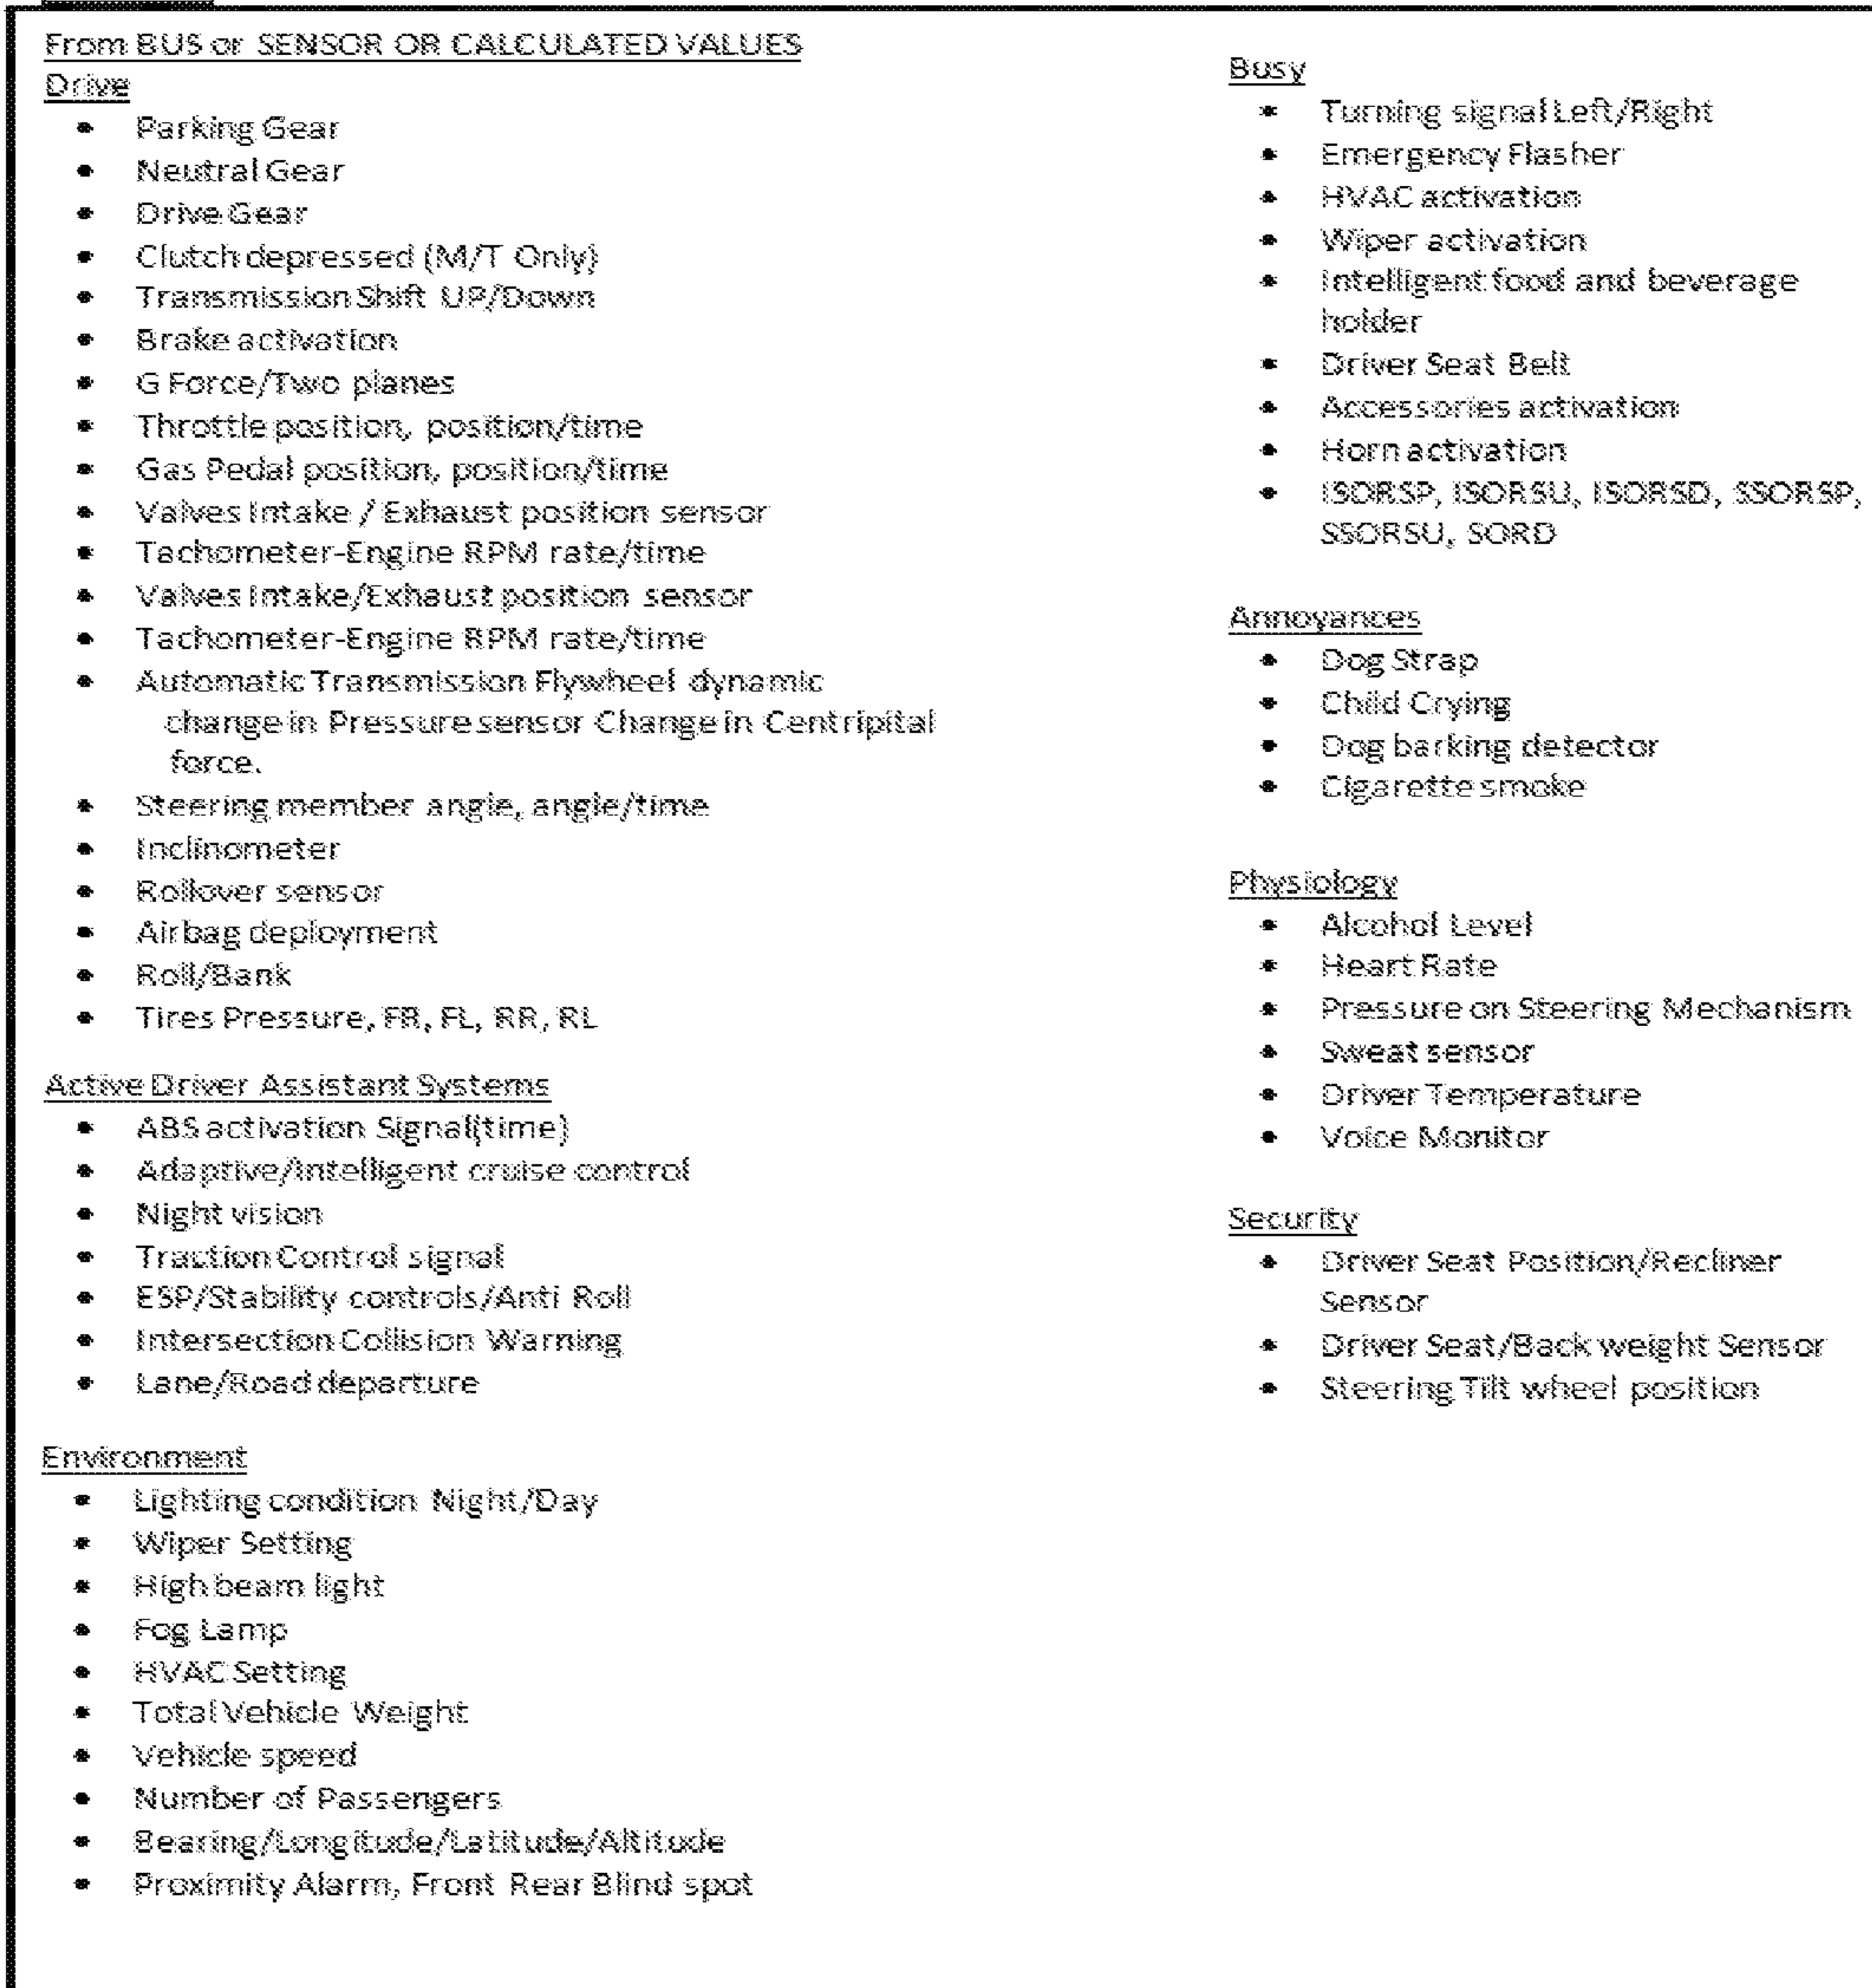 From BUS or SENSOR OR CALCULATED VALUES
Drive
• Parking Gear
• Neutral Gear
• Drive Gear
• Clutch depressed (M/T Only)
• Transmission Shift UP/Down
• Brake activation
• G Force/Two planes
• Throttle position, position/time
• Gas Pedal position, position/time
• Valves Intake / Exhaust position sensor
• Tachometer-Engine RPM rate/time
• Valves Intake/Exhaust position sensor
• Tachometer-Engine RPM rate/time
• Automatic Transmission Flywheel dynamic
change in Pressure sensor Change in Centripital
force.
• Steering member angle, angle/time
• Inclinometer
• Rollover sensor
• Airbag deployment
• Roll/Bank
• Tires Pressure, FR, FL, RR, RL
Active Driver Assistant Systems
• ABS activation Signal(time)
• Adaptive/Intelligent cruise control
• Night vision
• Traction Control signal
• ESP/Stability controls/Anti Roll
• Intersection Collision Warning
• Lane/Road departure
Environment
• Lighting condition Night/Day
• Wiper Setting
• High beam light
• Fog Lamp
• HVAC Setting
• Total Vehicle Weight
• Vehicle speed
• Number of Passengers
• Bearing/Longitude/Latitude/Altitude
• Proximity Alarm, Front Rear Blind spot
Busy
• Turning signal Left/Right
• Emergency Flasher
• HVAC activation
• Wiper activation
• Intelligent food and beverage
holder
• Driver Seat Belt
• Accessories activation
• Horn activation
• ISORSP, ISORSU, ISORSD, SSORSP,
SSORSU, SORD
Annoyances
• Dog Strap
• Child Crying
• Dog barking detector
• Cigarette smoke
Physiology
• Alcohol Level
• Heart Rate
• Pressure on Steering Mechanism
• Sweat sensor
• Driver Temperature
• Voice Monitor
Security
• Driver Seat Position/Recliner
Sensor
• Driver Seat/Back weight Sensor
• Steering Tilt wheel position